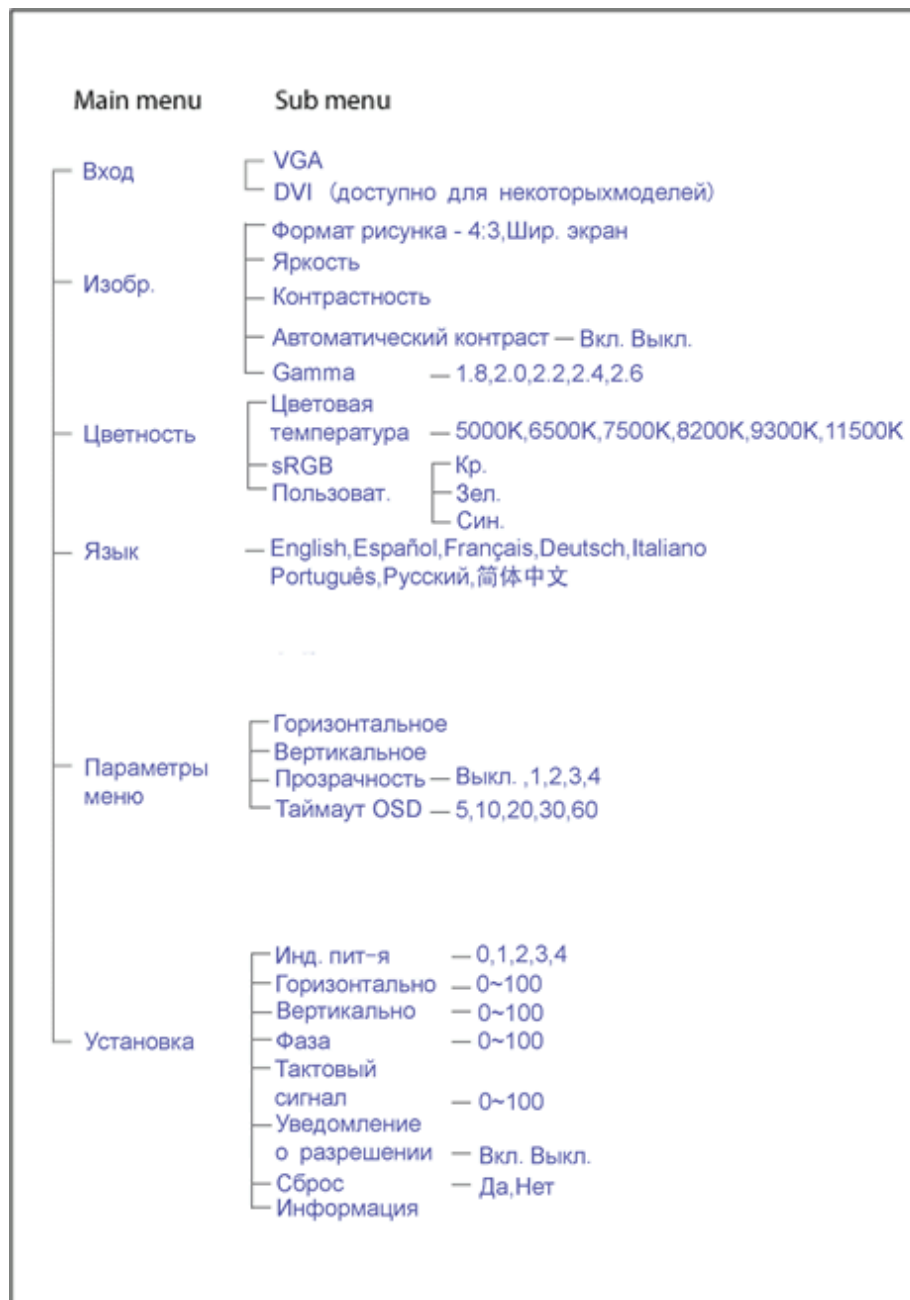 Main menu Sub menu
Вход
VGA
DVI (доступно для некоторыхмоделей)
Изобр.
Формат рисунка - 4:3,Шир. экран
Яркость
Контрастность
Автоматический контраст — Вкл. Выкл.
Gamma — 1.8,2.0,2.2,2.4,2.6
Цветность
Цветовая
температура — 5000K,6500K,7500K,8200K,9300K,11500K
sRGB
Пользоват.
Кр.
Зел.
Син.
Язык — English,Español,Français,Deutsch,Italiano
Português,Русский,简体中文
Параметры
меню
Горизонтальное
Вертикальное
Прозрачность — Выкл. ,1,2,3,4
Таймаут OSD — 5,10,20,30,60
Установка
Инд. пит-я — 0,1,2,3,4
Горизонтально — 0~100
Вертикально — 0~100
Фаза — 0~100
Тактовый
сигнал — 0~100
Уведомление
о разрешении — Вкл. Выкл.
Сброс — Да,Нет
Информация